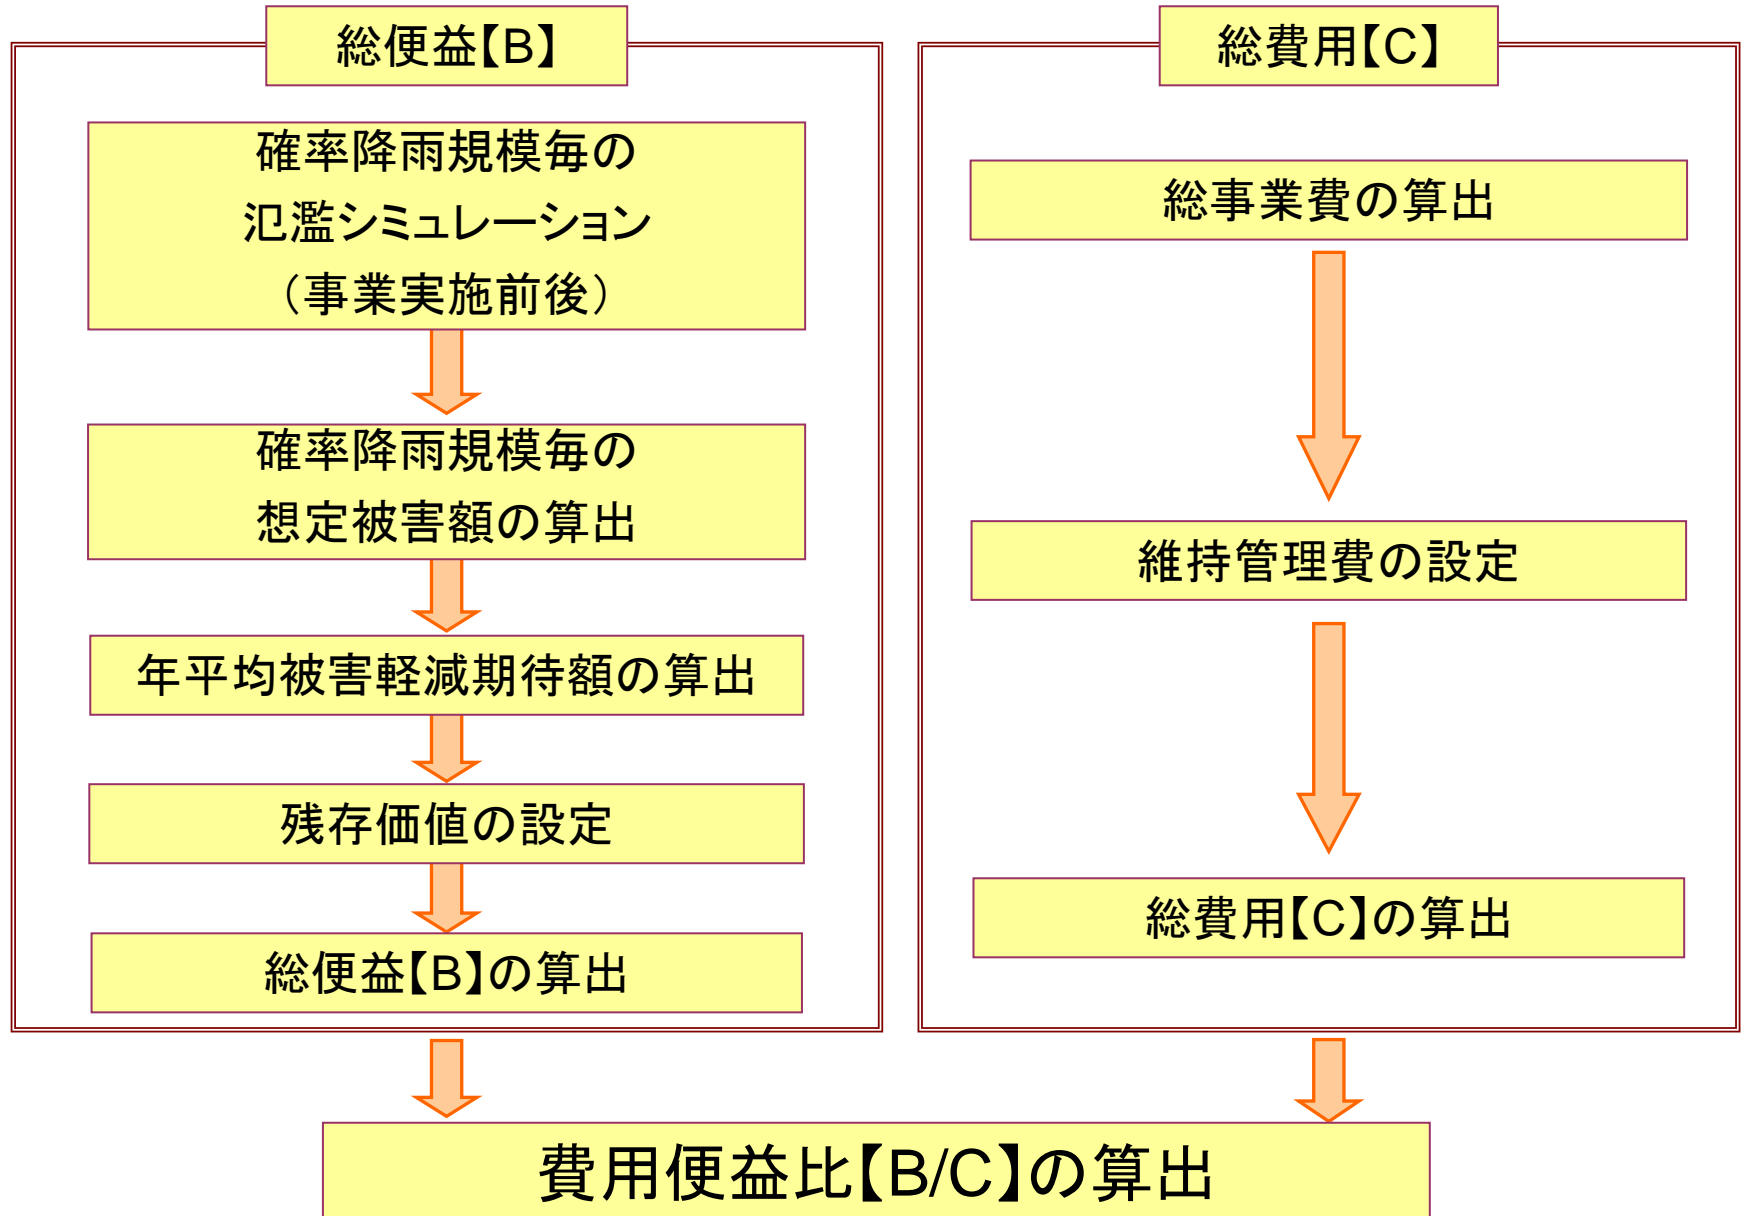 総便益【B】
確率降雨規模毎の
氾濫シミュレーション
（事業実施前後）
確率降雨規模毎の
想定被害額の算出
年平均被害軽減期待額の算出
残存価値の設定
総便益【B】の算出
総費用【C】
総事業費の算出
維持管理費の設定
総費用【C】の算出
費用便益比【B/C】の算出